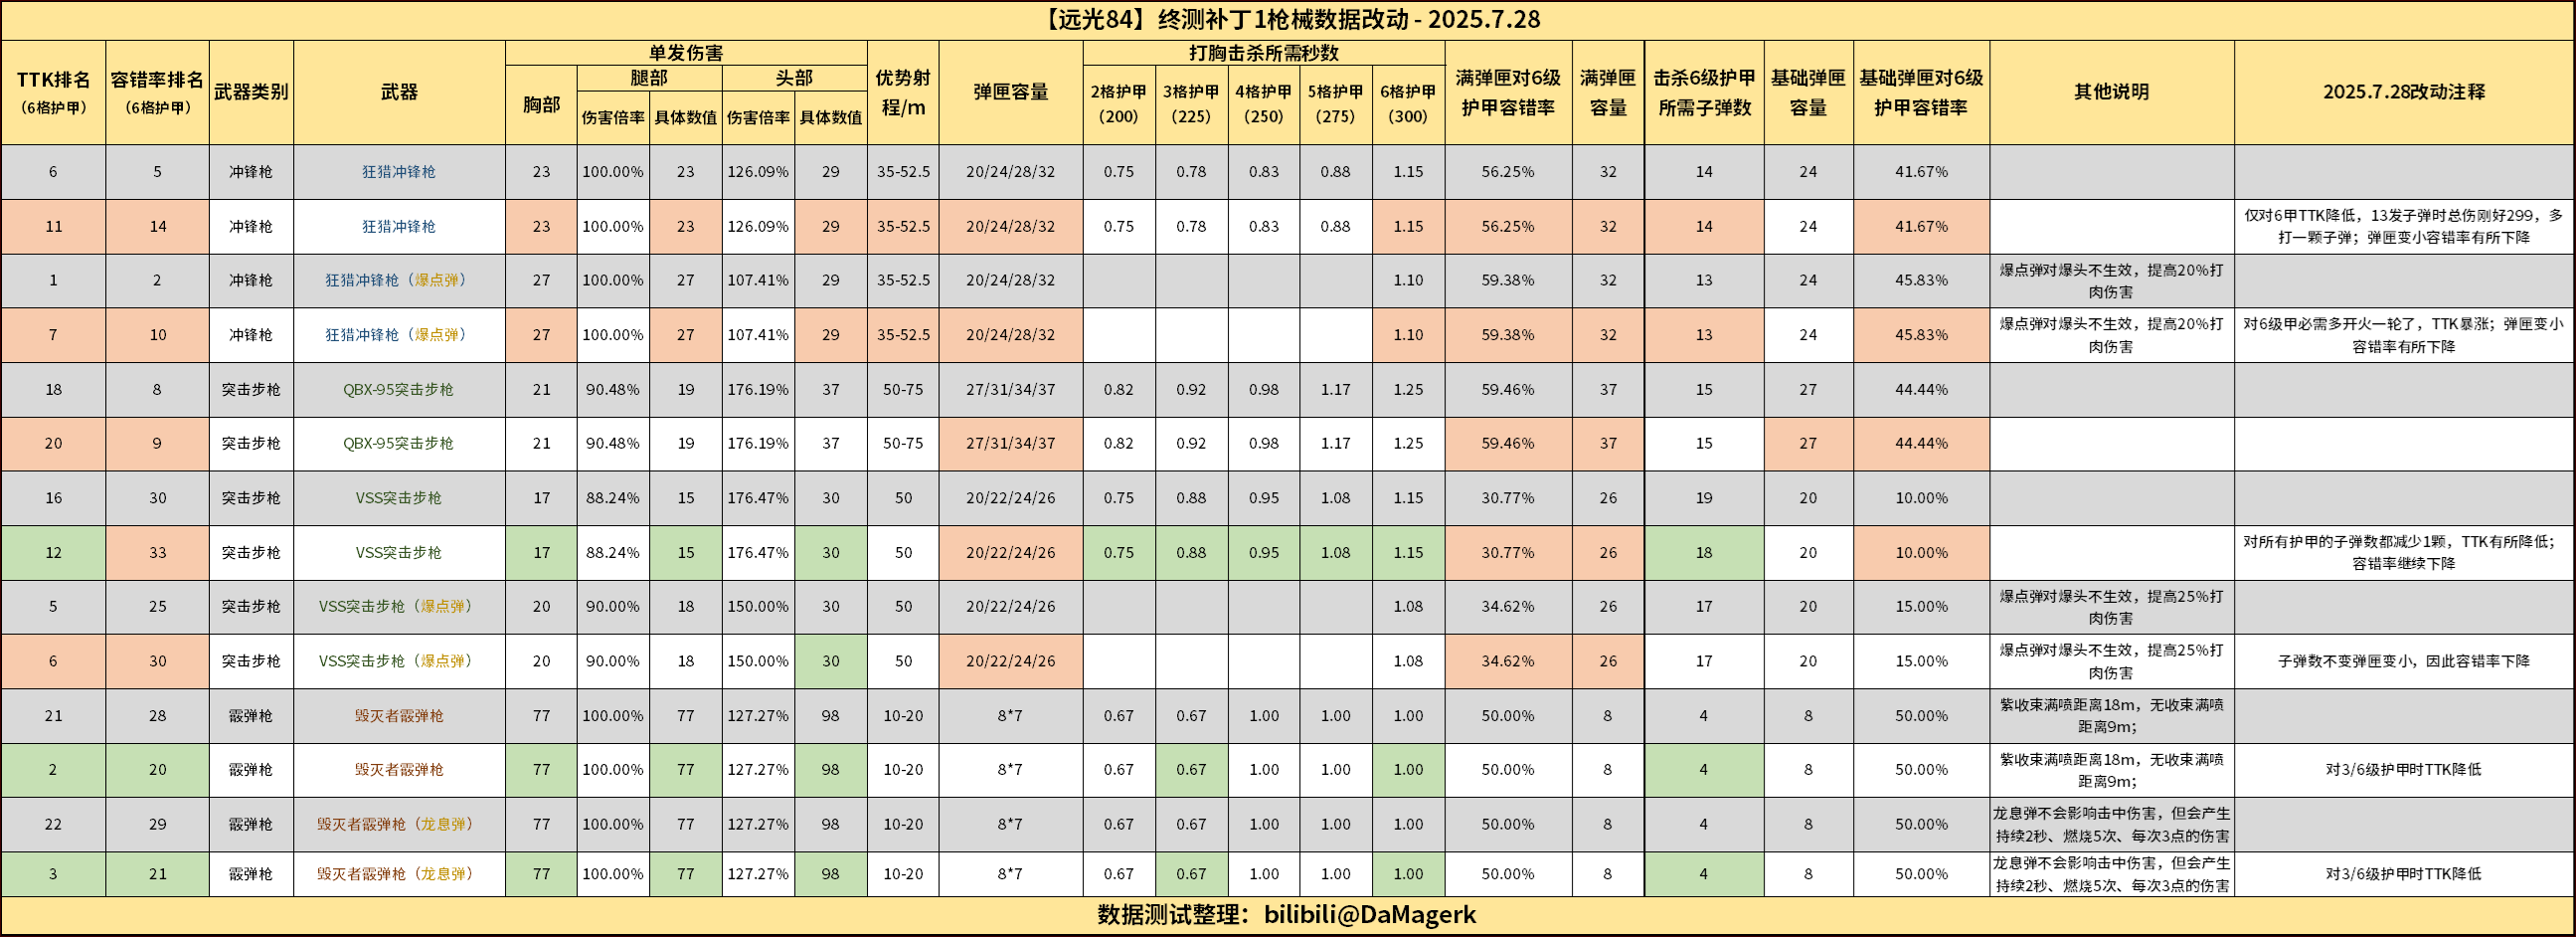 【远光84】终测补丁1枪械数据改动 - 2025.7.28
TTK排名（6格护甲） 容错率排名（6格护甲） 武器类别 武器 单发伤害 优势射程/m 弹匣容量 打胸击杀所需秒数 满弹匣对6级护甲容错率 满弹匣容量 击杀6级护甲所需子弹数 基础弹匣容量 基础弹匣对6级护甲容错率 其他说明 2025.7.28改动注释
胸部 腿部 头部 2格护甲（200） 3格护甲（225） 4格护甲（250） 5格护甲（275） 6格护甲（300）
伤害倍率 具体数值 伤害倍率 具体数值
6 5 冲锋枪 狂猎冲锋枪 23 100.00% 23 126.09% 29 35-52.5 20/24/28/32 0.75 0.78 0.83 0.88 1.15 56.25% 32 14 24 41.67%
11 14 冲锋枪 狂猎冲锋枪 23 100.00% 23 126.09% 29 35-52.5 20/24/28/32 0.75 0.78 0.83 0.88 1.15 56.25% 32 14 24 41.67% 仅对6甲TTK降低，13发子弹时总伤刚好299，多打一颗子弹；弹匣变小容错率有所下降
1 2 冲锋枪 狂猎冲锋枪（爆点弹） 27 100.00% 27 107.41% 29 35-52.5 20/24/28/32 1.10 59.38% 32 13 24 45.83% 爆点弹对爆头不生效，提高20%打肉伤害
7 10 冲锋枪 狂猎冲锋枪（爆点弹） 27 100.00% 27 107.41% 29 35-52.5 20/24/28/32 1.10 59.38% 32 13 24 45.83% 爆点弹对爆头不生效，提高20%打肉伤害 对6级甲必需多开火一轮了，TTK暴涨；弹匣变小容错率有所下降
18 8 突击步枪 QBX-95突击步枪 21 90.48% 19 176.19% 37 50-75 27/31/34/37 0.82 0.92 0.98 1.17 1.25 59.46% 37 15 27 44.44%
20 9 突击步枪 QBX-95突击步枪 21 90.48% 19 176.19% 37 50-75 27/31/34/37 0.82 0.92 0.98 1.17 1.25 59.46% 37 15 27 44.44%
16 30 突击步枪 VSS突击步枪 17 88.24% 15 176.47% 30 50 20/22/24/26 0.75 0.88 0.95 1.08 1.15 30.77% 26 19 20 10.00%
12 33 突击步枪 VSS突击步枪 17 88.24% 15 176.47% 30 50 20/22/24/26 0.75 0.88 0.95 1.08 1.15 30.77% 26 18 20 10.00% 对所有护甲的子弹数都减少1颗，TTK有所降低；容错率继续下降
5 25 突击步枪 VSS突击步枪（爆点弹） 20 90.00% 18 150.00% 30 50 20/22/24/26 1.08 34.62% 26 17 20 15.00% 爆点弹对爆头不生效，提高25%打肉伤害
6 30 突击步枪 VSS突击步枪（爆点弹） 20 90.00% 18 150.00% 30 50 20/22/24/26 1.08 34.62% 26 17 20 15.00% 爆点弹对爆头不生效，提高25%打肉伤害 子弹数不变弹匣变小，因此容错率下降
21 28 霰弹枪 毁灭者霰弹枪 77 100.00% 77 127.27% 98 10-20 8*7 0.67 0.67 1.00 1.00 1.00 50.00% 8 4 8 50.00% 紫收束满喷距离18m，无收束满喷距离9m；
2 20 霰弹枪 毁灭者霰弹枪 77 100.00% 77 127.27% 98 10-20 8*7 0.67 0.67 1.00 1.00 1.00 50.00% 8 4 8 50.00% 紫收束满喷距离18m，无收束满喷距离9m； 对3/6级护甲时TTK降低
22 29 霰弹枪 毁灭者霰弹枪（龙息弹） 77 100.00% 77 127.27% 98 10-20 8*7 0.67 0.67 1.00 1.00 1.00 50.00% 8 4 8 50.00% 龙息弹不会影响击中伤害，但会产生持续2秒、燃烧5次、每次3点的伤害
3 21 霰弹枪 毁灭者霰弹枪（龙息弹） 77 100.00% 77 127.27% 98 10-20 8*7 0.67 0.67 1.00 1.00 1.00 50.00% 8 4 8 50.00% 龙息弹不会影响击中伤害，但会产生持续2秒、燃烧5次、每次3点的伤害 对3/6级护甲时TTK降低
数据测试整理：bilibili@DaMagerk